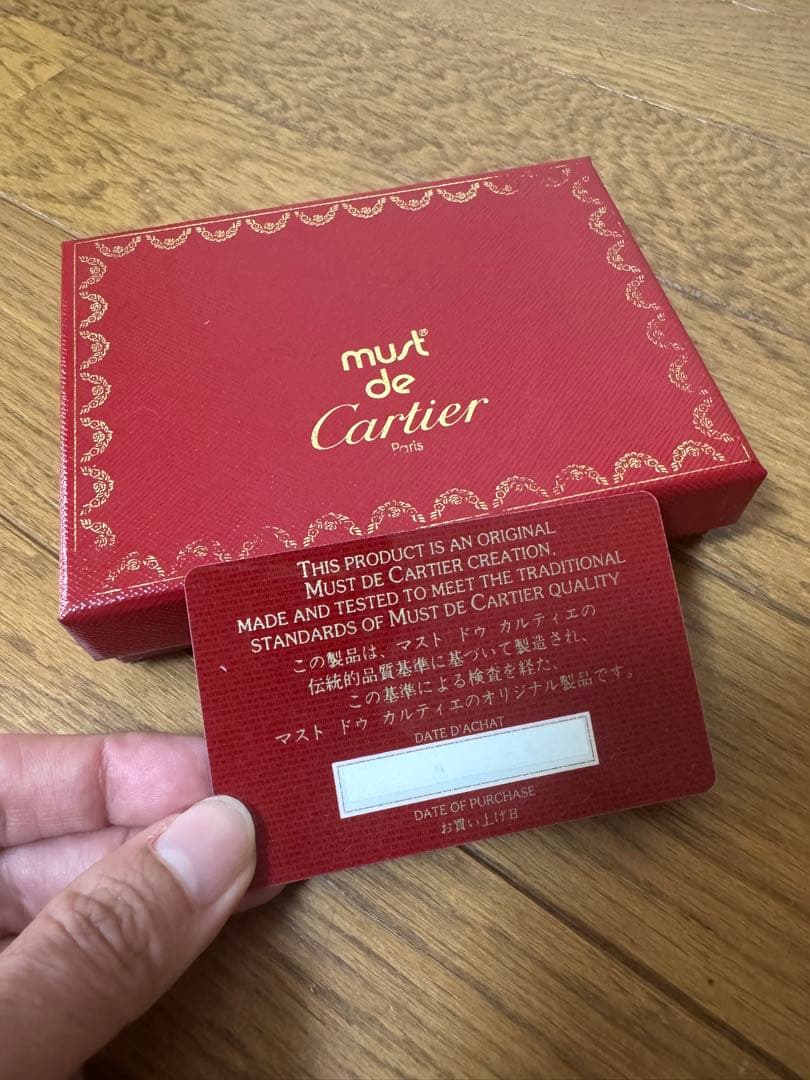 must®
de
Cartier
Paris
THIS PRODUCT IS AN ORIGINAL
MUST DE CARTIER CREATION,
MADE AND TESTED TO MEET THE TRADITIONAL
STANDARDS OF MUST DE CARTIER QUALITY
この製品は、マスト ドゥ カルティエの
伝統的品質基準に基づいて製造され、
この基準による検査を経た、
マスト ドゥ カルティエのオリジナル製品です。
DATE D'ACHAT
DATE OF PURCHASE
お買い上げ日